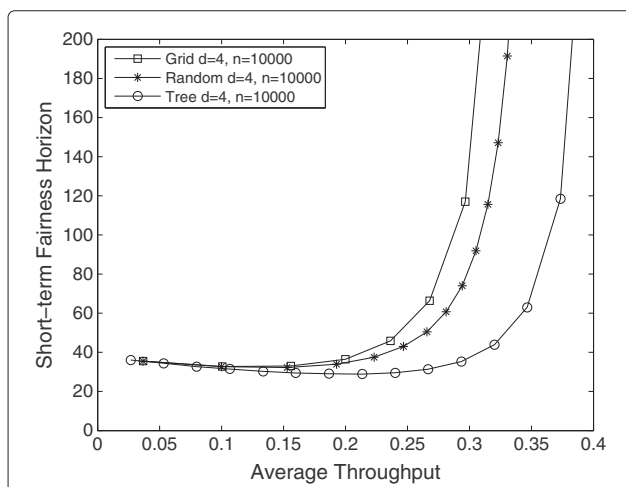 200
180
160
140
120
100
80
60
40
20
0
Short-term Fairness Horizon
Grid d=4, n=10000
Random d=4, n=10000
Tree d=4, n=10000
0 0.05 0.1 0.15 0.2 0.25 0.3 0.35 0.4
Average Throughput